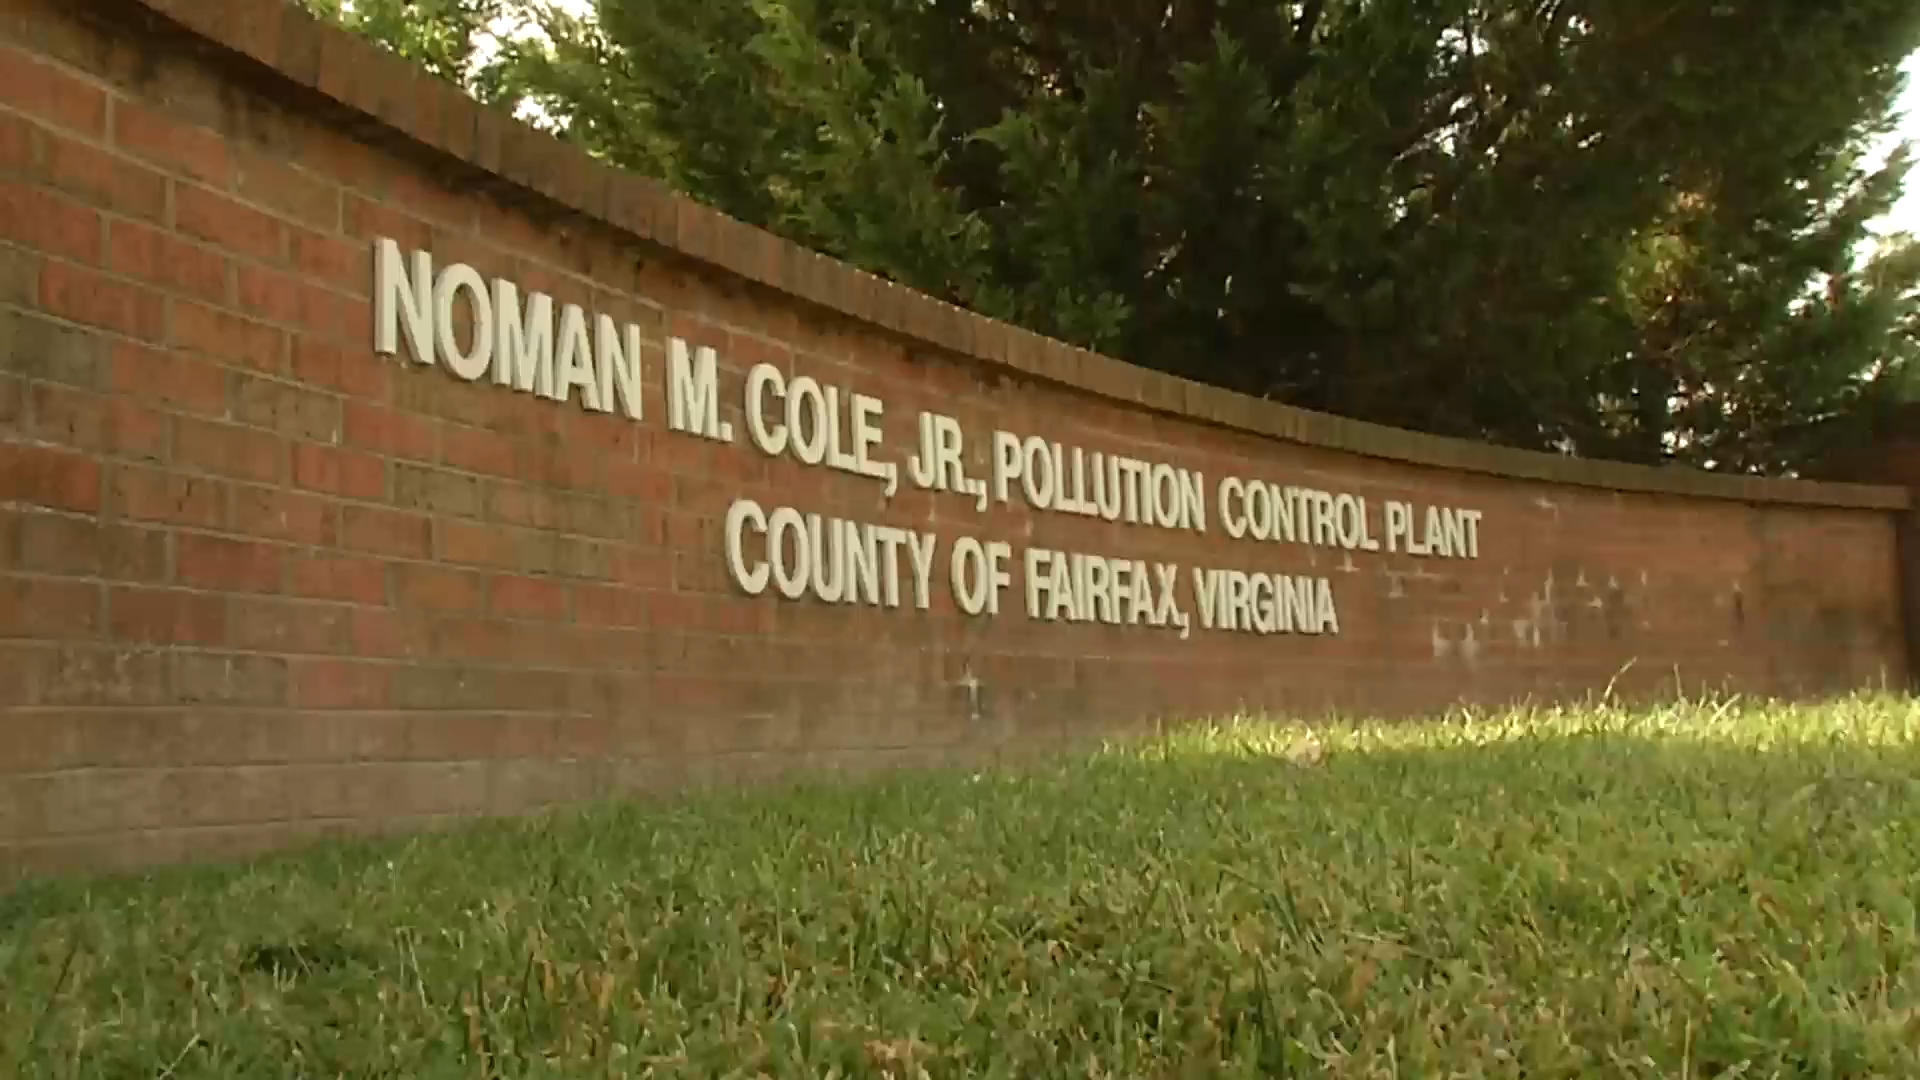 NOMAN M. COLE, JR., POLLUTION CONTROL PLANT
COUNTY OF FAIRFAX, VIRGINIA